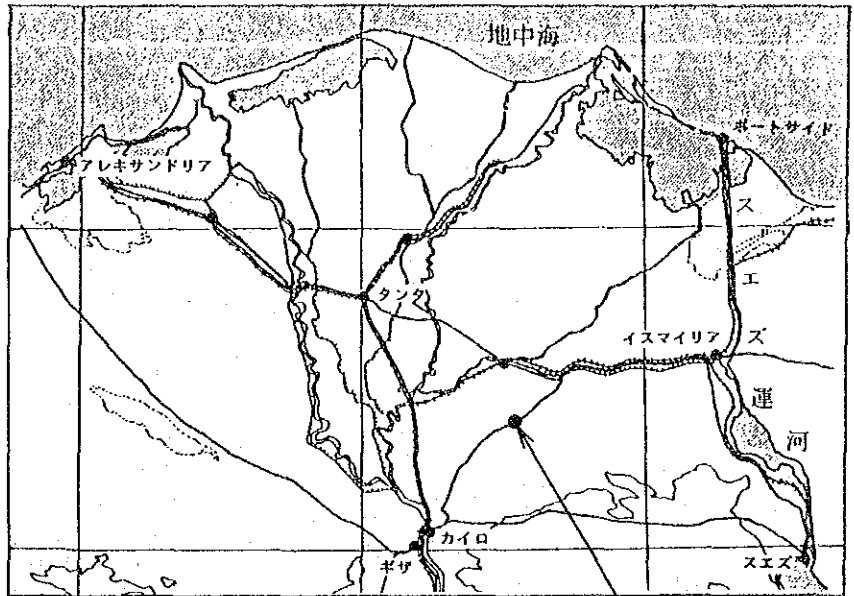 地中海
ポートサイド
アレキサンドリア
タンタ
イスマイリア
スエズ運河
カイロ
ギザ
スエズ